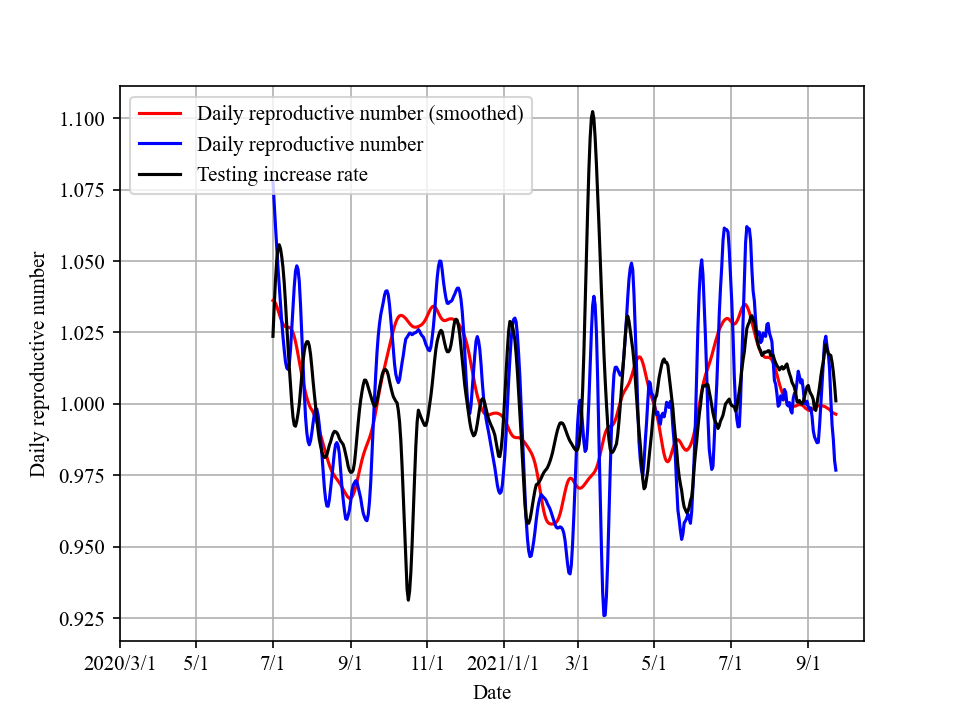 Daily reproductive number (smoothed)
Daily reproductive number
Testing increase rate
Daily reproductive number
1.100
1.075
1.050
1.025
1.000
0.975
0.950
0.925
2020/3/1 5/1 7/1 9/1 11/1 2021/1/1 3/1 5/1 7/1 9/1
Date